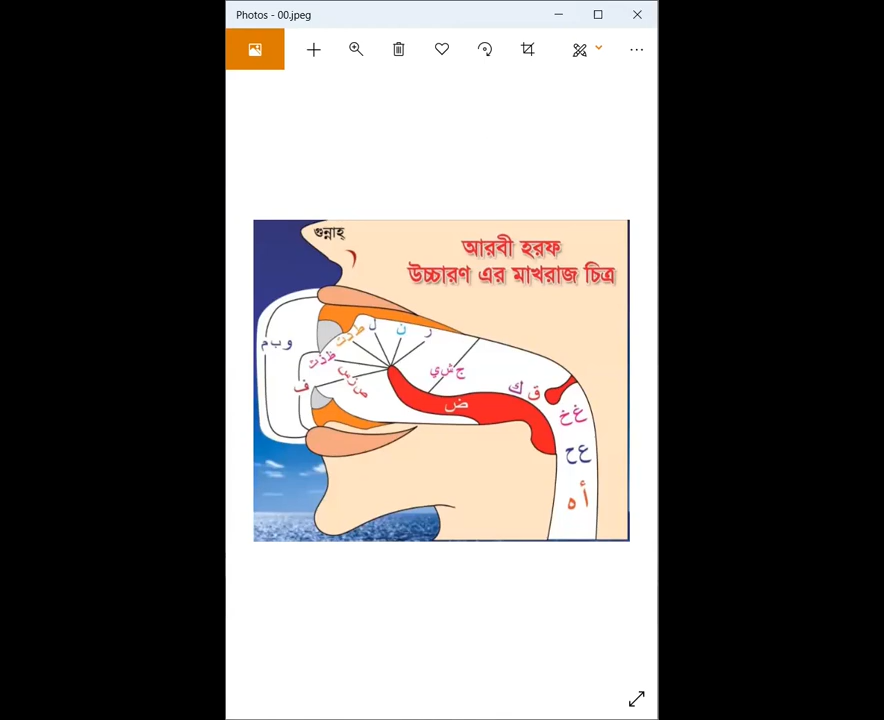 Photos - 00.jpeg
গুন্নাহ্
আরবী হরফ
উচ্চারণ এর মাখরাজ চিত্র
ط د ت
ل
ن
ر
و ب م
ظ ذ ث
ص ز س
ج ش ي
ف
ض
ق
ك
غ خ
ع ح
أ ه